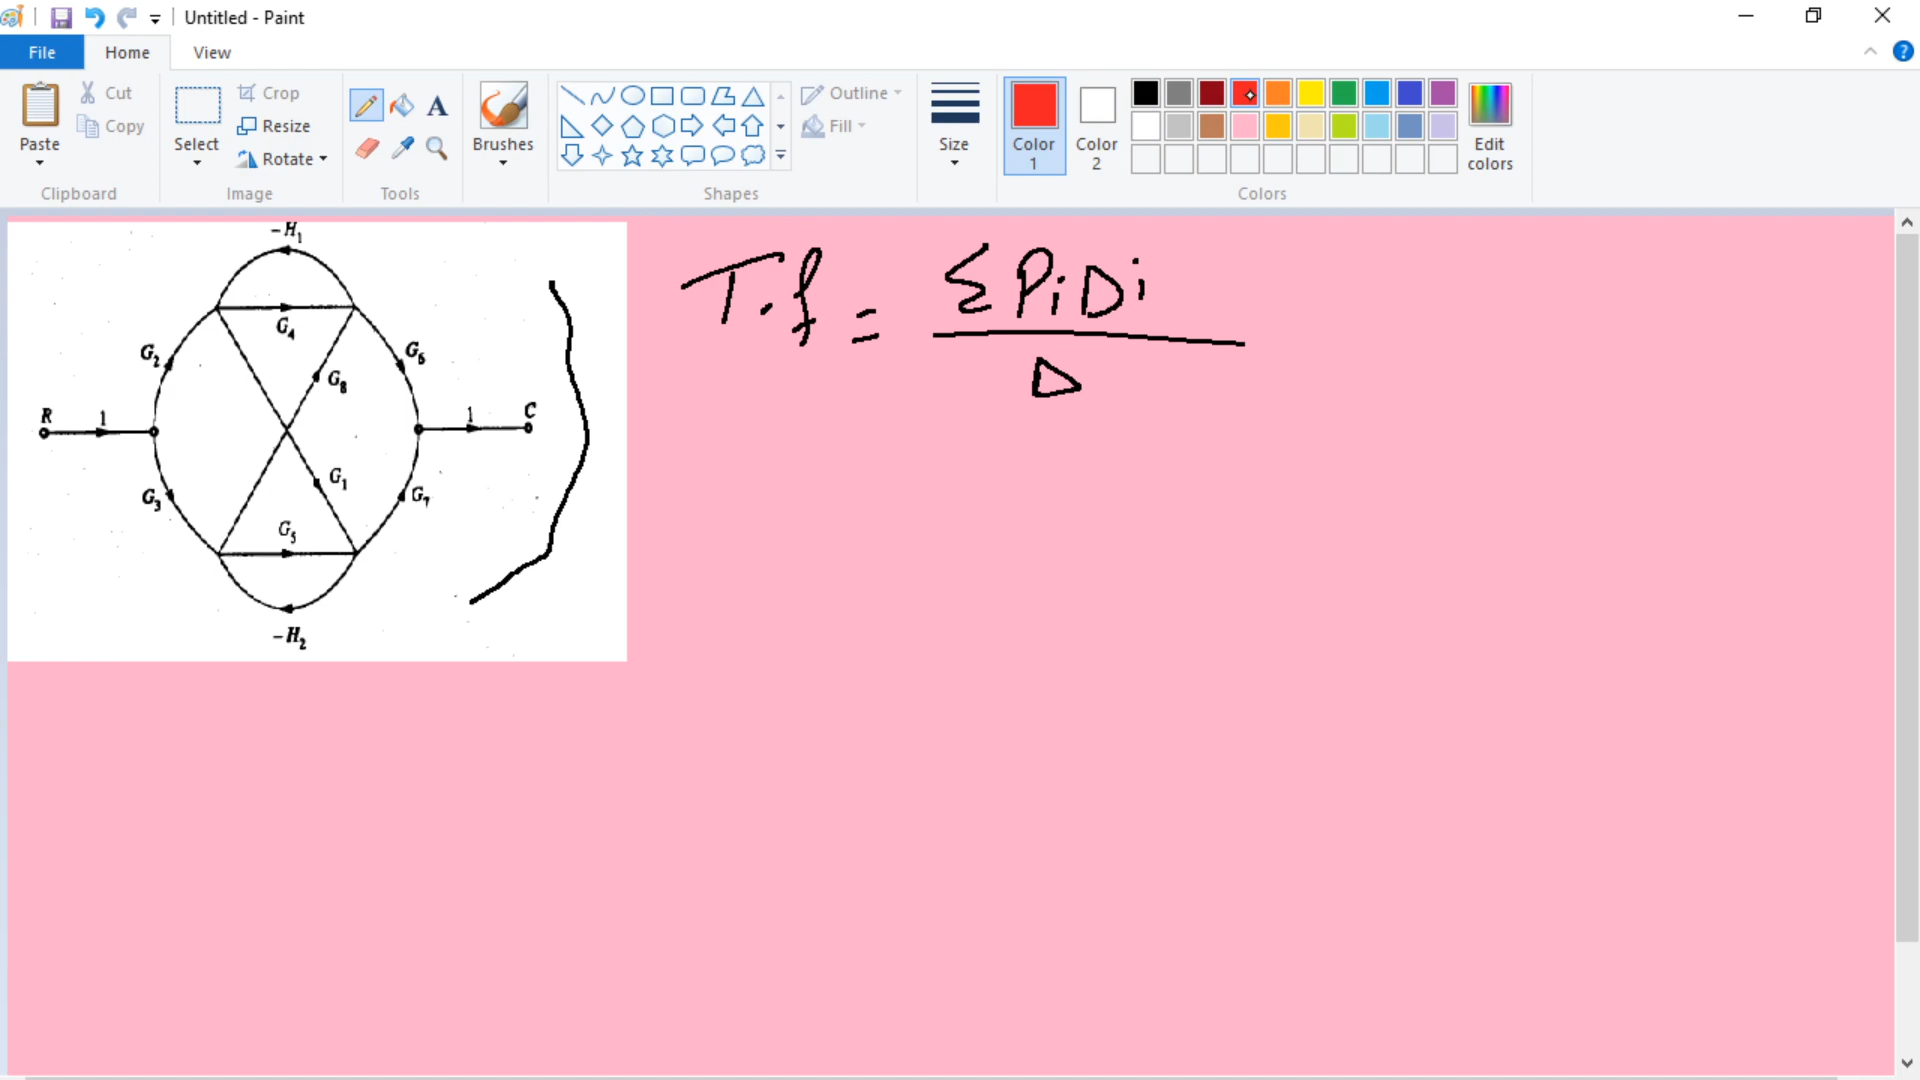 Untitled - Paint
File Home View
Paste Cut Copy Select Crop Resize Rotate A Brushes Outline Fill Size Color 1 Color 2 Edit colors
Clipboard Image Tools Shapes Colors
-H1
G4
G2 G6
G8
R 1 1 C
G1
G3 G7
G5
-H2
T.f = Σ Pi Δi
Δ